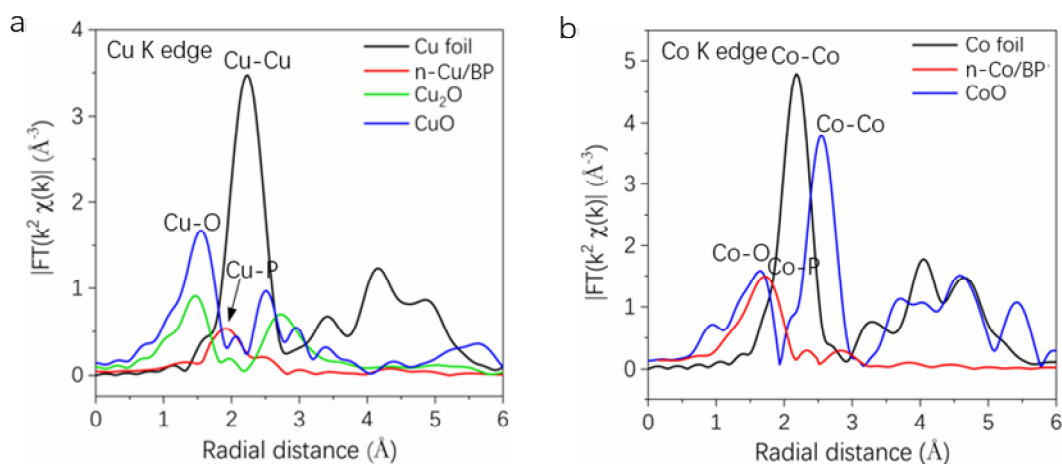 a
Cu K edge
Cu-Cu
Cu foil
n-Cu/BP
Cu₂O
CuO
Cu-O
Cu-P
|FT(k² χ(k)| (Å⁻³)
4
3
2
1
0
0 1 2 3 4 5 6
Radial distance (Å)
b
Co K edge
Co-Co
Co foil
n-Co/BP
CoO
Co-Co
Co-O
Co-P
|FT(k² χ(k)| (Å⁻³)
5
4
3
2
1
0
0 1 2 3 4 5 6
Radial distance (Å)